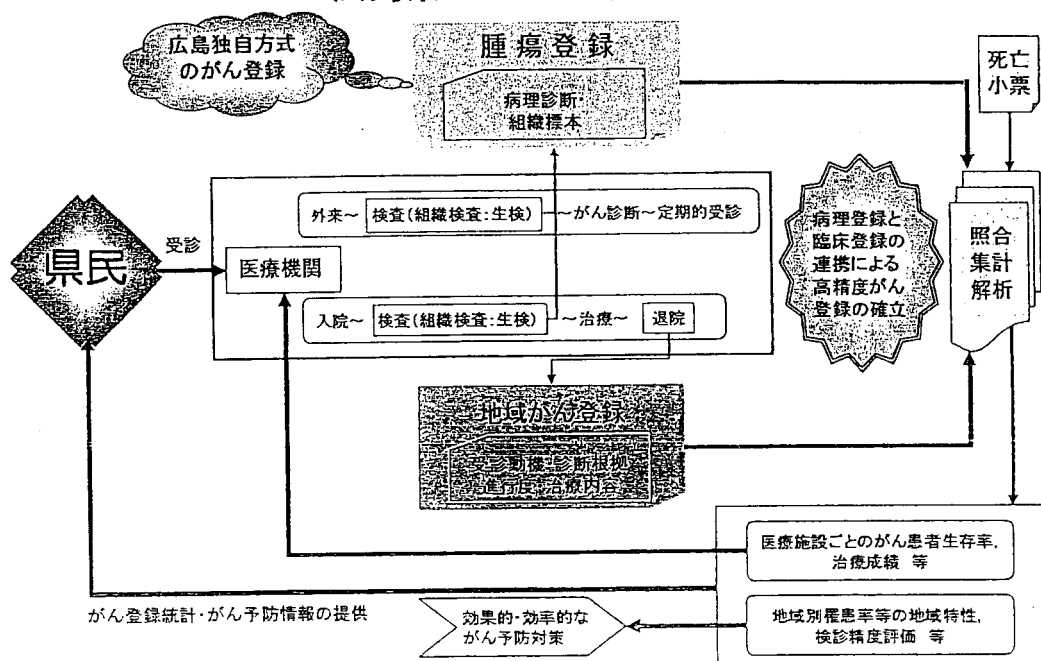 広島独自方式
のがん登録
腫瘍登録
病理診断・
組織標本
死亡
小票
外来～ 検査(組織検査:生検) ～がん診断～定期的受診
県民
受診
医療機関
入院～ 検査(組織検査:生検) ～治療～ 退院
病理登録と
臨床登録の
連携による
高精度がん
登録の確立
照合
集計
解析
地域がん登録
受診動機・診断根拠
進行度・治療内容
医療施設ごとのがん患者生存率,
治療成績 等
がん登録統計・がん予防情報の提供
効果的・効率的な
がん予防対策
地域別罹患率等の地域特性,
検診精度評価 等